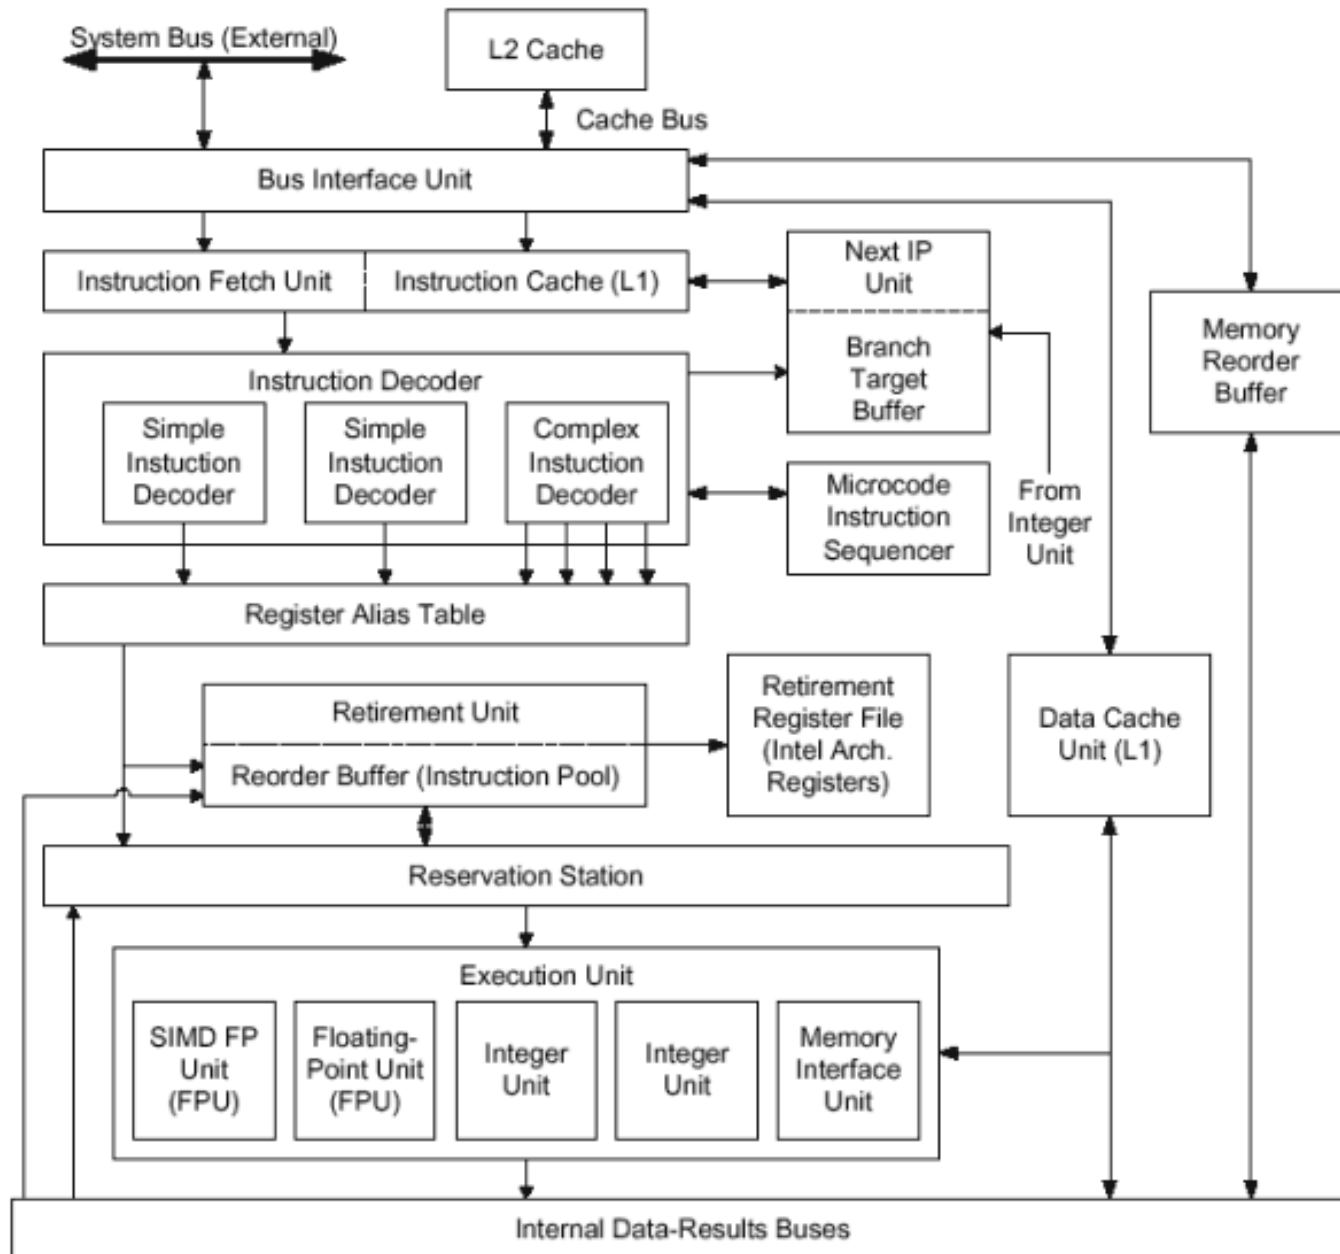 System Bus (External)
L2 Cache
Cache Bus
Bus Interface Unit
Instruction Fetch Unit
Instruction Cache (L1)
Next IP
Unit
Branch
Target
Buffer
Memory
Reorder
Buffer
Instruction Decoder
Simple
Instuction
Decoder
Simple
Instuction
Decoder
Complex
Instuction
Decoder
Microcode
Instruction
Sequencer
From
Integer
Unit
Register Alias Table
Retirement Unit
Reorder Buffer (Instruction Pool)
Retirement
Register File
(Intel Arch.
Registers)
Data Cache
Unit (L1)
Reservation Station
Execution Unit
SIMD FP
Unit
(FPU)
Floating-
Point Unit
(FPU)
Integer
Unit
Integer
Unit
Memory
Interface
Unit
Internal Data-Results Buses